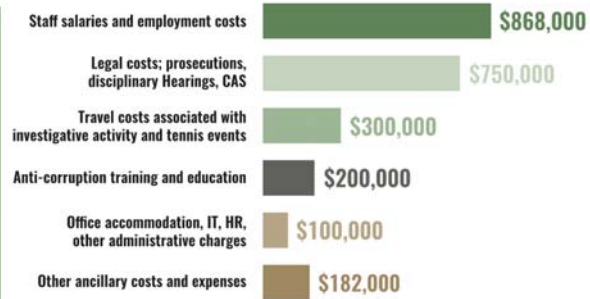 Staff salaries and employment costs
$868,000
Legal costs; prosecutions,
disciplinary Hearings, CAS
$750,000
Travel costs associated with
investigative activity and tennis events
$300,000
Anti-corruption training and education
$200,000
Office accommodation, IT, HR,
other administrative charges
$100,000
Other ancillary costs and expenses
$182,000